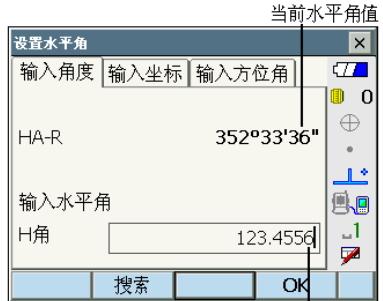 当前水平角值
设置水平角
输入角度 输入坐标 输入方位角
0
HA-R 352°33'36"
输入水平角
H角 123.4556
1
搜索 OK